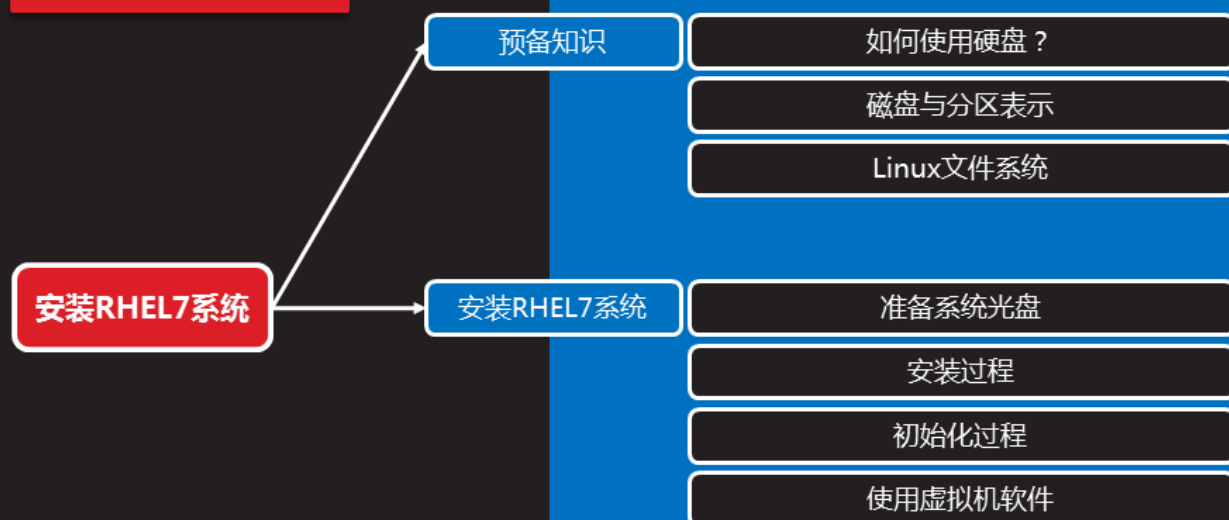 预备知识
如何使用硬盘？
磁盘与分区表示
Linux文件系统
安装RHEL7系统
安装RHEL7系统
准备系统光盘
安装过程
初始化过程
使用虚拟机软件